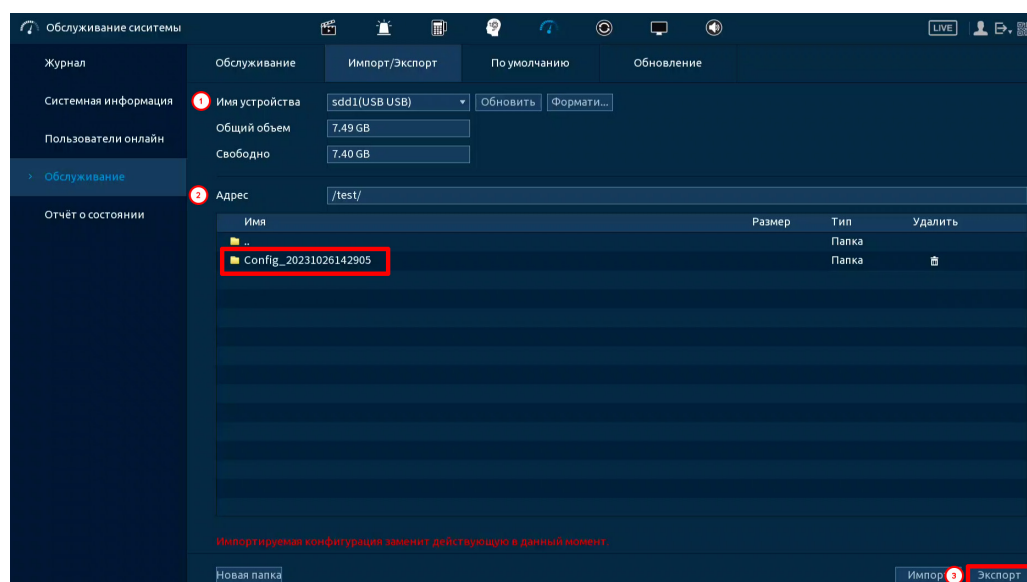 Обслуживание сиситемы
LIVE
Журнал
Системная информация
Пользователи онлайн
Обслуживание
Отчёт о состоянии
Обслуживание Импорт/Экспорт По умолчанию Обновление
1 Имя устройства sdd1(USB USB) Обновить Формати...
Общий объем 7.49 GB
Свободно 7.40 GB
2 Адрес /test/
Имя Размер Тип Удалить
.. Папка
Config_20231026142905 Папка
Импортируемая конфигурация заменит действующую в данный момент.
Новая папка Импор 3 Экспорт